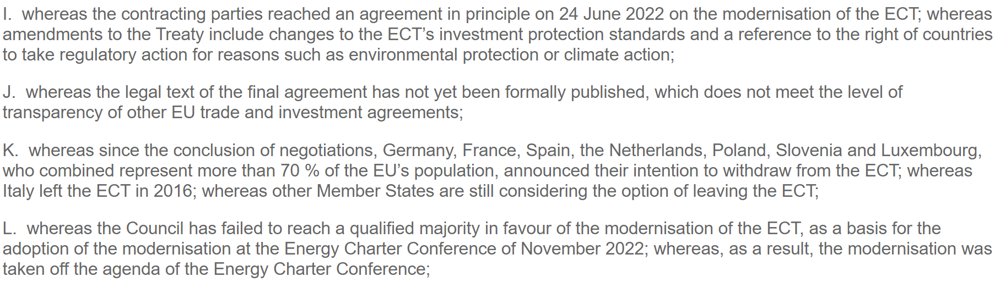 I.  whereas the contracting parties reached an agreement in principle on 24 June 2022 on the modernisation of the ECT; whereas
amendments to the Treaty include changes to the ECT’s investment protection standards and a reference to the right of countries
to take regulatory action for reasons such as environmental protection or climate action;
J.  whereas the legal text of the final agreement has not yet been formally published, which does not meet the level of
transparency of other EU trade and investment agreements;
K.  whereas since the conclusion of negotiations, Germany, France, Spain, the Netherlands, Poland, Slovenia and Luxembourg,
who combined represent more than 70 % of the EU’s population, announced their intention to withdraw from the ECT; whereas
Italy left the ECT in 2016; whereas other Member States are still considering the option of leaving the ECT;
L.  whereas the Council has failed to reach a qualified majority in favour of the modernisation of the ECT, as a basis for the
adoption of the modernisation at the Energy Charter Conference of November 2022; whereas, as a result, the modernisation was
taken off the agenda of the Energy Charter Conference;